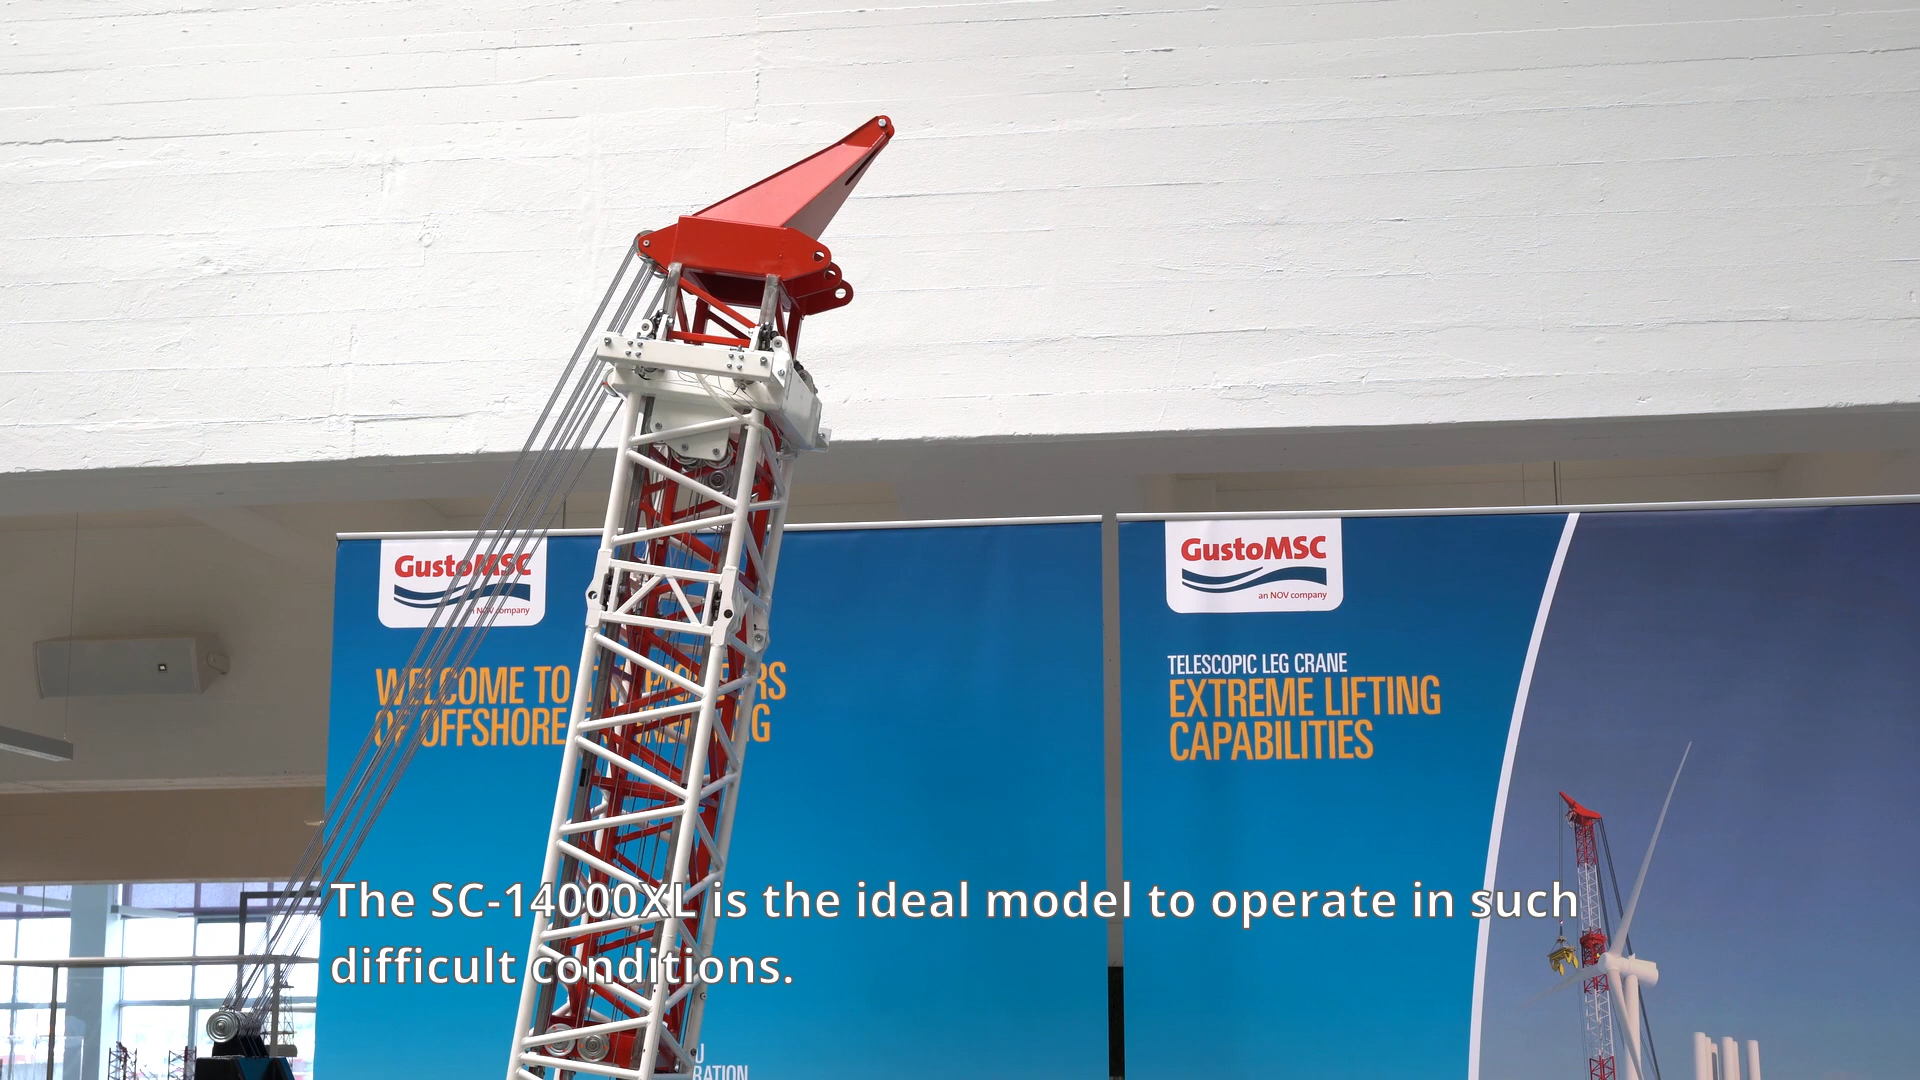 GustoMSC
an NOV company
WELCOME TO
OF OFFSHORE
GustoMSC
an NOV company
TELESCOPIC LEG CRANE
EXTREME LIFTING
CAPABILITIES
The SC-14000XL is the ideal model to operate in such
difficult conditions.